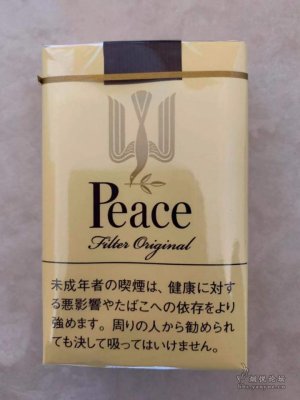 Peace
Filter Original
未成年者の喫煙は、健康に対す
る悪影響やたばこへの依存をより
強めます。周りの人から勧められ
ても決して吸ってはいけません。